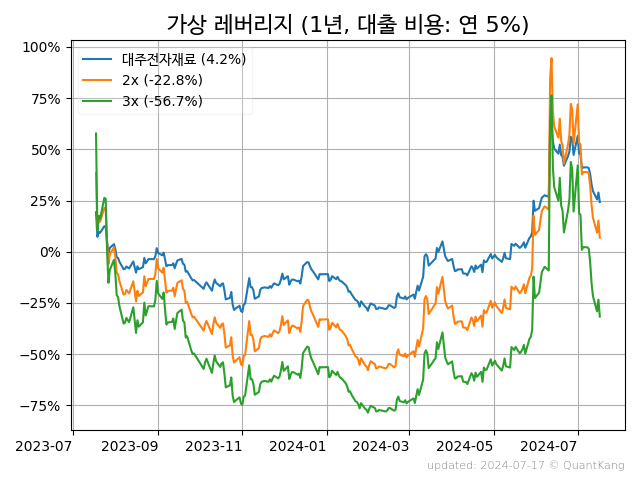 가상 레버리지 (1년, 대출 비용: 연 5%)
대주전자재료 (4.2%)
2x (-22.8%)
3x (-56.7%)
100%
75%
50%
25%
0%
−25%
−50%
−75%
2023-07 2023-09 2023-11 2024-01 2024-03 2024-05 2024-07
updated: 2024-07-17 © QuantKang